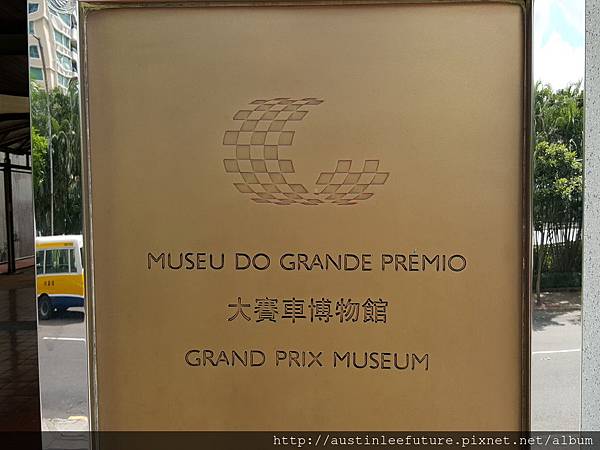 MUSEU DO GRANDE PRÉMIO
大賽車博物館
GRAND PRIX MUSEUM
http://austinleefuture.pixnet.net/album